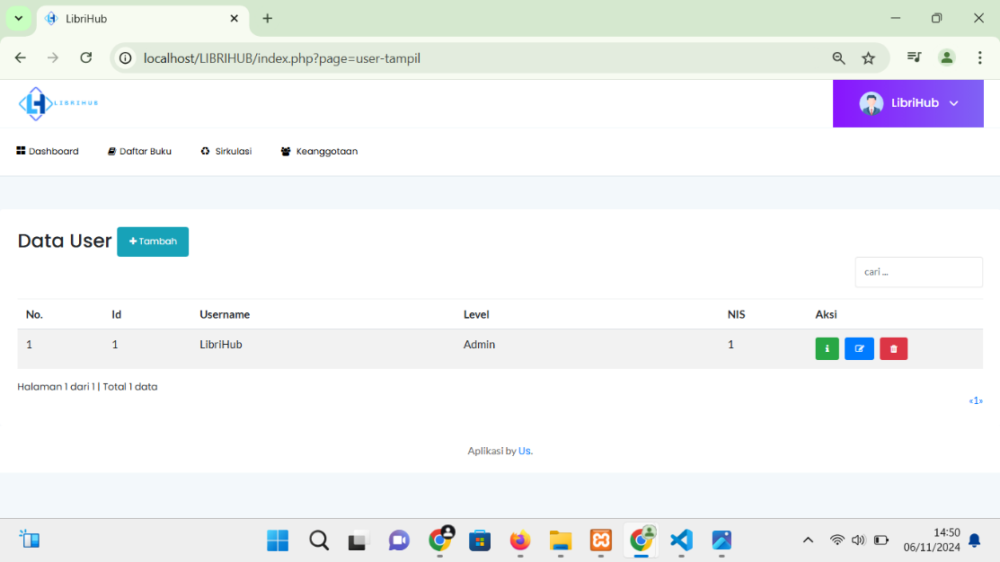 LibriHub
localhost/LIBRIHUB/index.php?page=user-tampil
LIBRIHUB
LibriHub
Dashboard Daftar Buku Sirkulasi Keanggotaan
Data User Tambah
cari ...
No. Id Username Level NIS Aksi
1 1 LibriHub Admin 1
Halaman 1 dari 1 | Total 1 data
«1»
Aplikasi by Us.
14:50
06/11/2024